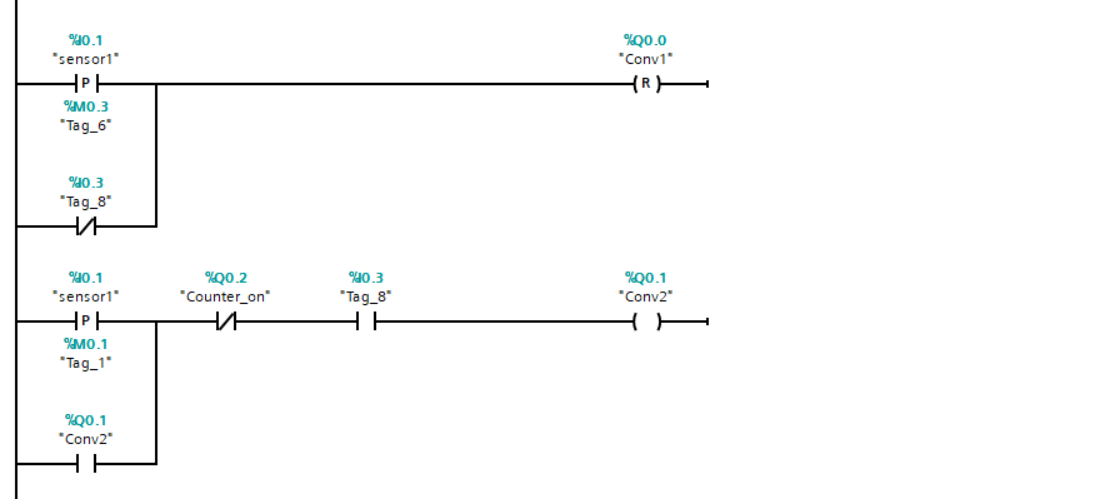 %I0.1
"sensor1"
P
%M0.3
"Tag_6"
%Q0.0
"Conv1"
R
%I0.3
"Tag_8"
%I0.1
"sensor1"
P
%M0.1
"Tag_1"
%Q0.2
"Counter_on"
%I0.3
"Tag_8"
%Q0.1
"Conv2"
%Q0.1
"Conv2"